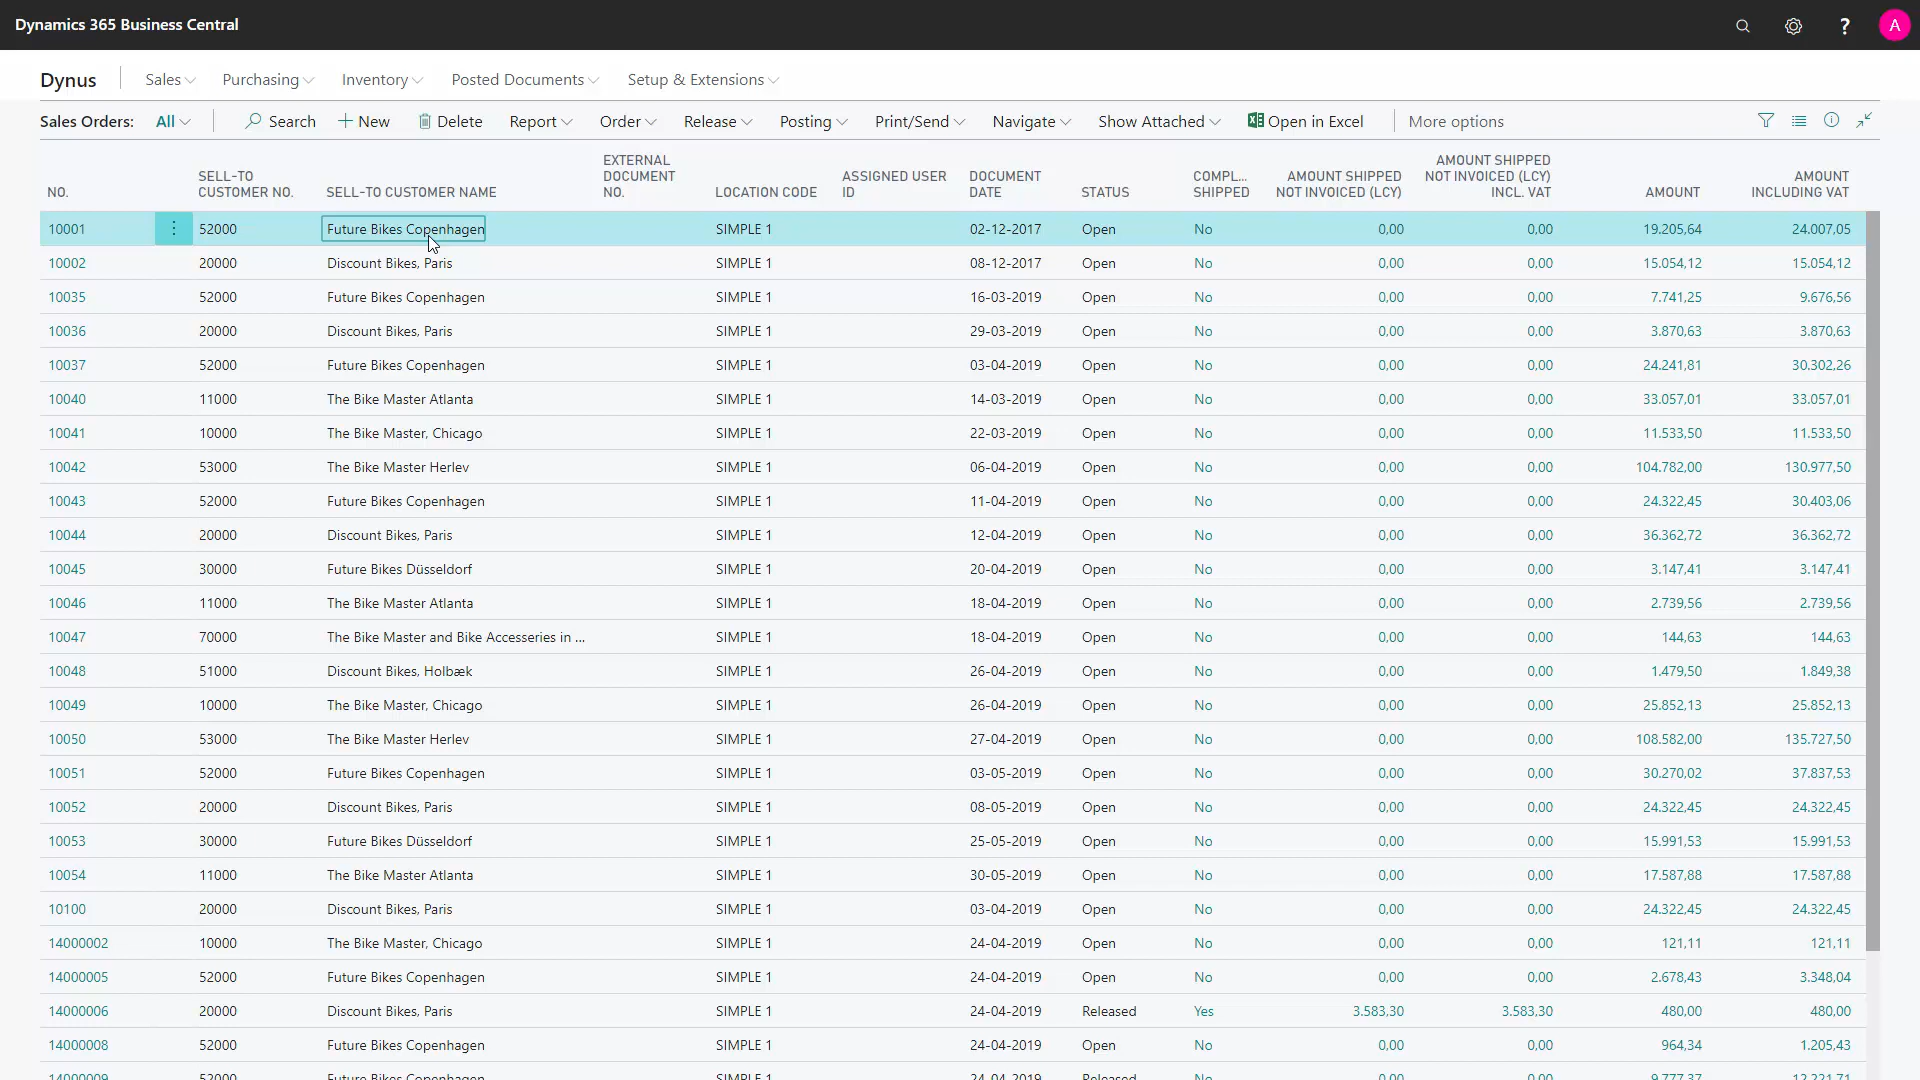 Dynamics 365 Business Central
?
A
Dynus Sales Purchasing Inventory Posted Documents Setup & Extensions
Sales Orders: All Search + New Delete Report Order Release Posting Print/Send Navigate Show Attached Open in Excel More options
NO. SELL-TO CUSTOMER NO. SELL-TO CUSTOMER NAME EXTERNAL DOCUMENT NO. LOCATION CODE ASSIGNED USER ID DOCUMENT DATE STATUS COMPL... SHIPPED AMOUNT SHIPPED NOT INVOICED (LCY) AMOUNT SHIPPED NOT INVOICED (LCY) INCL. VAT AMOUNT AMOUNT INCLUDING VAT
10001 52000 Future Bikes Copenhagen SIMPLE 1 02-12-2017 Open No 0,00 0,00 19.205,64 24.007,05
10002 20000 Discount Bikes, Paris SIMPLE 1 08-12-2017 Open No 0,00 0,00 15.054,12 15.054,12
10035 52000 Future Bikes Copenhagen SIMPLE 1 16-03-2019 Open No 0,00 0,00 7.741,25 9.676,56
10036 20000 Discount Bikes, Paris SIMPLE 1 29-03-2019 Open No 0,00 0,00 3.870,63 3.870,63
10037 52000 Future Bikes Copenhagen SIMPLE 1 03-04-2019 Open No 0,00 0,00 24.241,81 30.302,26
10040 11000 The Bike Master Atlanta SIMPLE 1 14-03-2019 Open No 0,00 0,00 33.057,01 33.057,01
10041 10000 The Bike Master, Chicago SIMPLE 1 22-03-2019 Open No 0,00 0,00 11.533,50 11.533,50
10042 53000 The Bike Master Herlev SIMPLE 1 06-04-2019 Open No 0,00 0,00 104.782,00 130.977,50
10043 52000 Future Bikes Copenhagen SIMPLE 1 11-04-2019 Open No 0,00 0,00 24.322,45 30.403,06
10044 20000 Discount Bikes, Paris SIMPLE 1 12-04-2019 Open No 0,00 0,00 36.362,72 36.362,72
10045 30000 Future Bikes Düsseldorf SIMPLE 1 20-04-2019 Open No 0,00 0,00 3.147,41 3.147,41
10046 11000 The Bike Master Atlanta SIMPLE 1 18-04-2019 Open No 0,00 0,00 2.739,56 2.739,56
10047 70000 The Bike Master and Bike Accesseries in ... SIMPLE 1 18-04-2019 Open No 0,00 0,00 144,63 144,63
10048 51000 Discount Bikes, Holbæk SIMPLE 1 26-04-2019 Open No 0,00 0,00 1.479,50 1.849,38
10049 10000 The Bike Master, Chicago SIMPLE 1 26-04-2019 Open No 0,00 0,00 25.852,13 25.852,13
10050 53000 The Bike Master Herlev SIMPLE 1 27-04-2019 Open No 0,00 0,00 108.582,00 135.727,50
10051 52000 Future Bikes Copenhagen SIMPLE 1 03-05-2019 Open No 0,00 0,00 30.270,02 37.837,53
10052 20000 Discount Bikes, Paris SIMPLE 1 08-05-2019 Open No 0,00 0,00 24.322,45 24.322,45
10053 30000 Future Bikes Düsseldorf SIMPLE 1 25-05-2019 Open No 0,00 0,00 15.991,53 15.991,53
10054 11000 The Bike Master Atlanta SIMPLE 1 30-05-2019 Open No 0,00 0,00 17.587,88 17.587,88
10100 20000 Discount Bikes, Paris SIMPLE 1 03-04-2019 Open No 0,00 0,00 24.322,45 24.322,45
14000002 10000 The Bike Master, Chicago SIMPLE 1 24-04-2019 Open No 0,00 0,00 121,11 121,11
14000005 52000 Future Bikes Copenhagen SIMPLE 1 24-04-2019 Open No 0,00 0,00 2.678,43 3.348,04
14000006 20000 Discount Bikes, Paris SIMPLE 1 24-04-2019 Released Yes 3.583,30 3.583,30 480,00 480,00
14000008 52000 Future Bikes Copenhagen SIMPLE 1 24-04-2019 Open No 0,00 0,00 964,34 1.205,43
14000009 52000 Future Bikes Copenhagen SIMPLE 1 24-04-2019 Released No 0,00 0,00 9.777,37 12.221,71